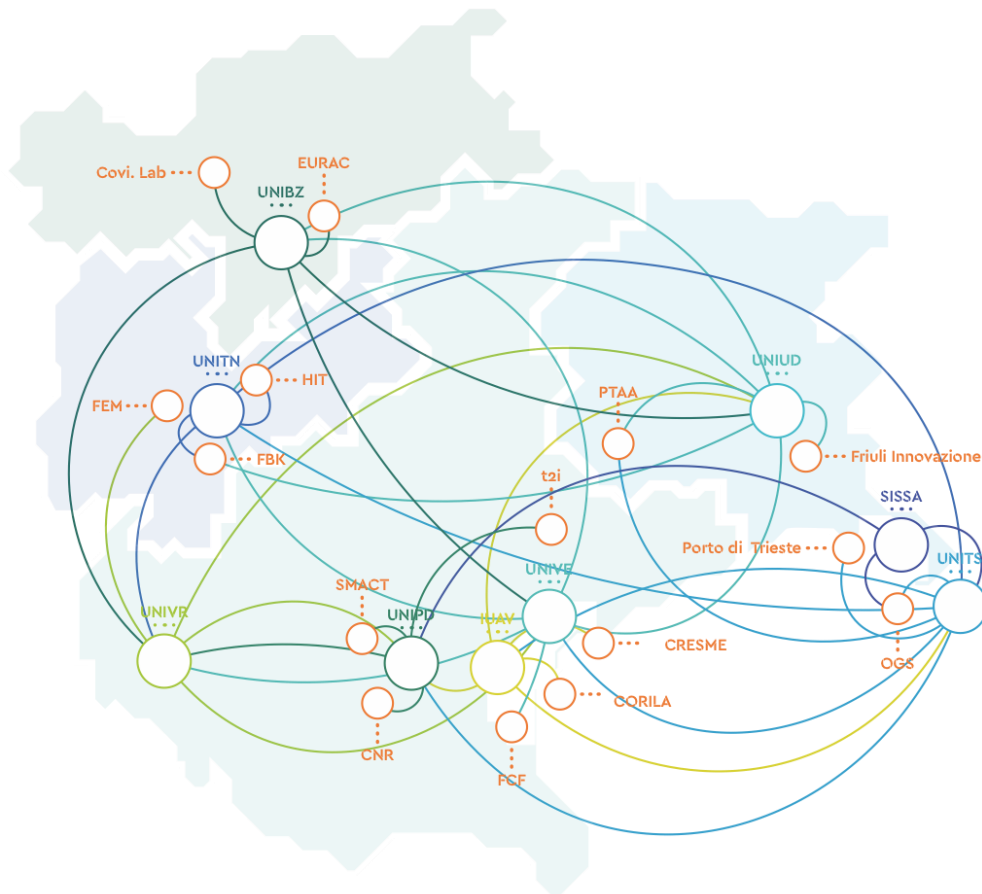 EURAC
Covi. Lab
UNIBZ
UNITN
UNIUD
HIT
PTAA
FEM
FBK
Friuli Innovazione
t2i
SISSA
Porto di Trieste
UNITS
UNIVE
SMACT
UNIVR
UNIPD
IUAV
CRESME
OGS
CORILA
CNR
FCF